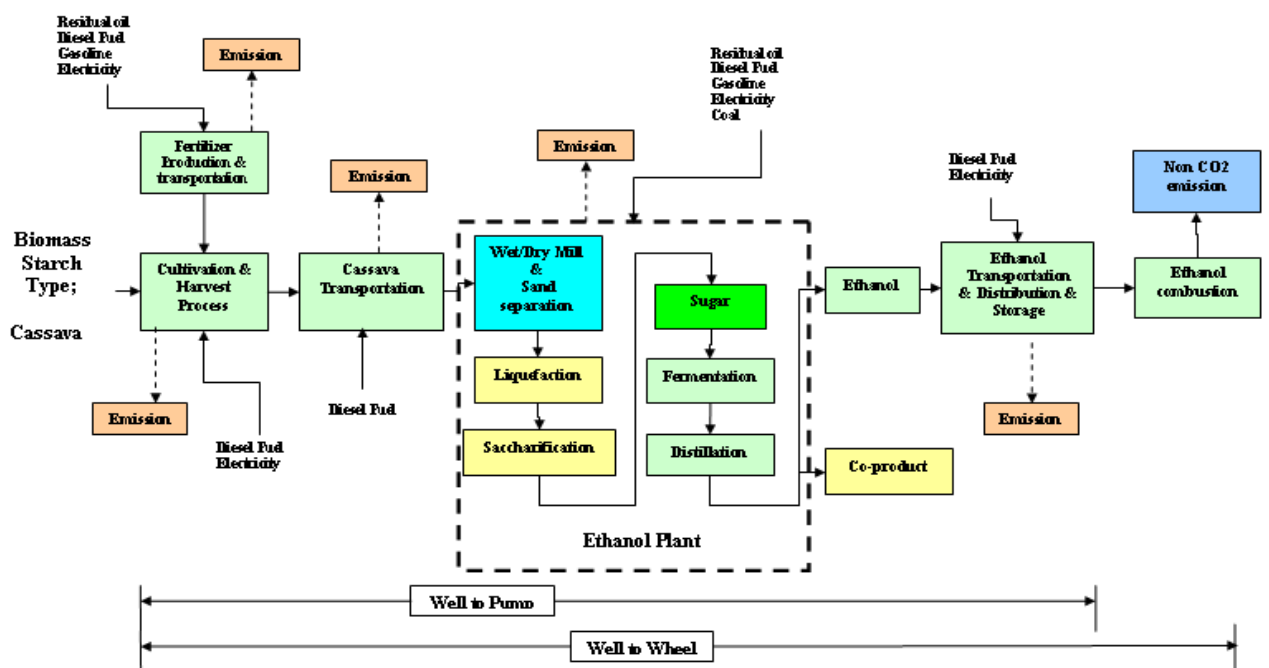 Residual oil
Diesel Fuel
Gasoline
Electricity
Emission
Fertilizer
Production &
transportation
Emission
Biomass
Starch
Type;
Cassava
Cultivation &
Harvest
Process
Cassava
Transportation
Emission
Diesel Fuel
Electricity
Diesel Fuel
Emission
Residual oil
Diesel Fuel
Gasoline
Electricity
Coal
Wet/Dry Mill
&
Sand
separation
Liquefaction
Saccharification
Sugar
Fermentation
Distillation
Ethanol Plant
Ethanol
Co-product
Diesel Fuel
Electricity
Ethanol
Transportation
& Distribution &
Storage
Emission
Non CO2
emission
Ethanol
combustion
Well to Pump
Well to Wheel